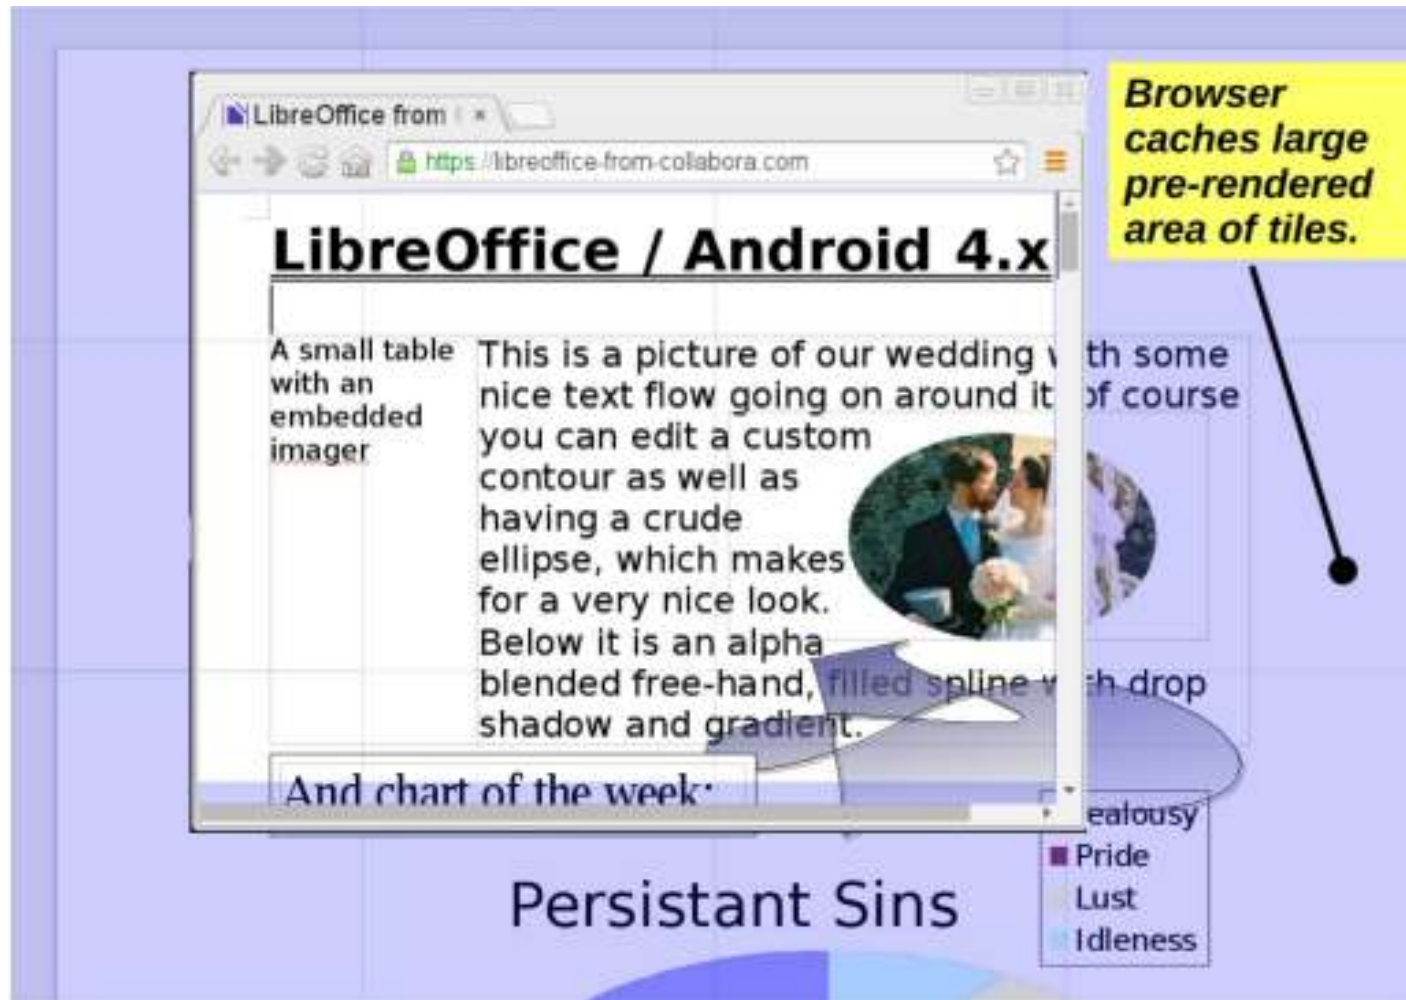 LibreOffice from
https://libreoffice-from-collabora.com
Browser
caches large
pre-rendered
area of tiles.
LibreOffice / Android 4.x
A small table
with an
embedded
imager
This is a picture of our wedding with some
nice text flow going on around it of course
you can edit a custom
contour as well as
having a crude
ellipse, which makes
for a very nice look.
Below it is an alpha
blended free-hand, filled spline with drop
shadow and gradient.
And chart of the week:
Persistant Sins
ealousy
Pride
Lust
Idleness